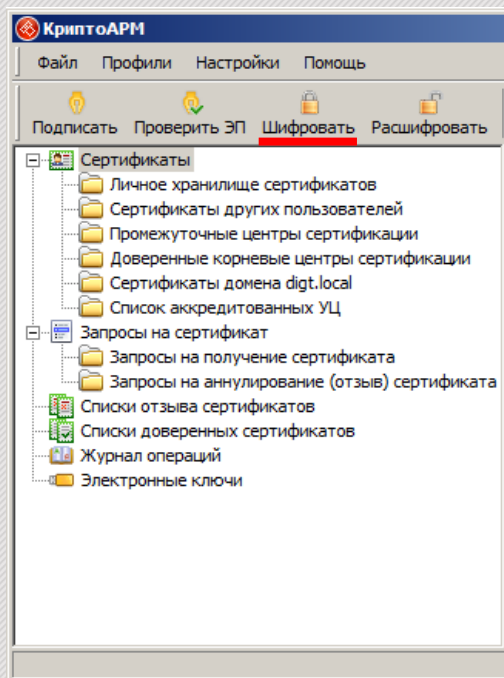 КриптоАРМ
Файл Профили Настройки Помощь
Подписать Проверить ЭП Шифровать Расшифровать
Сертификаты
Личное хранилище сертификатов
Сертификаты других пользователей
Промежуточные центры сертификации
Доверенные корневые центры сертификации
Сертификаты домена digt.local
Список аккредитованных УЦ
Запросы на сертификат
Запросы на получение сертификата
Запросы на аннулирование (отзыв) сертификата
Списки отзыва сертификатов
Списки доверенных сертификатов
Журнал операций
Электронные ключи